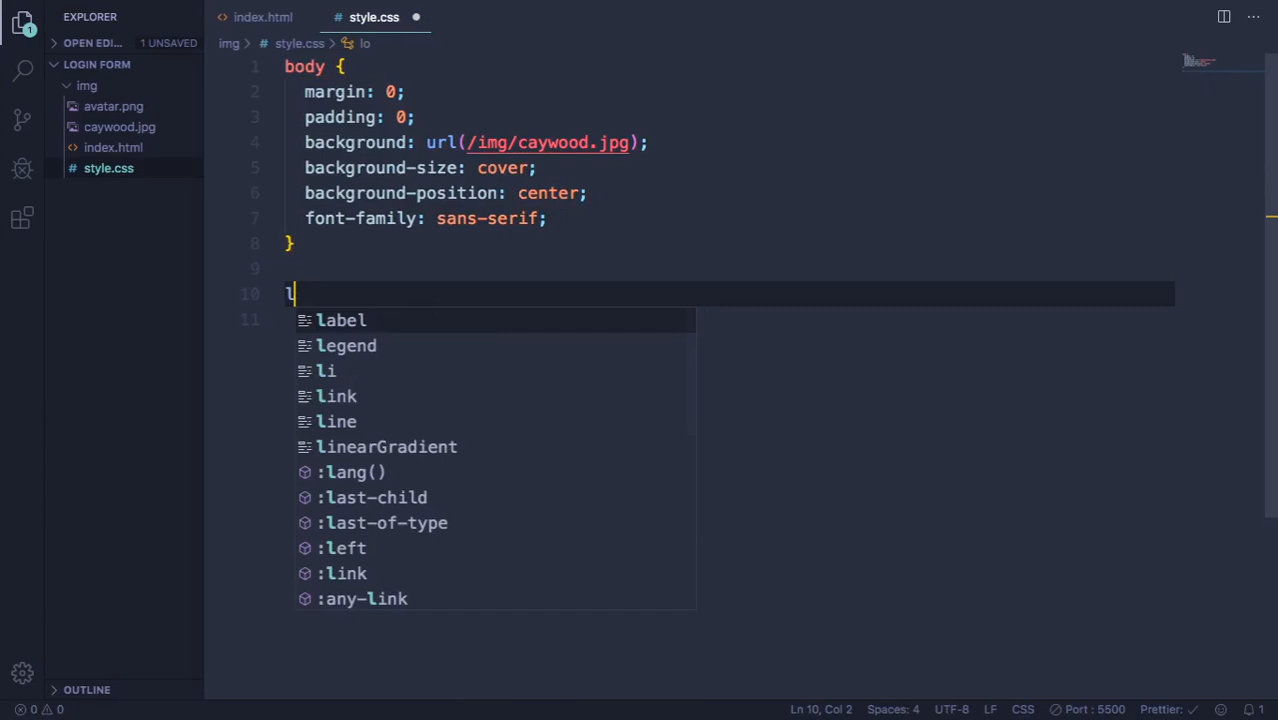 EXPLORER
index.html
style.css
1
OPEN EDI...
1 UNSAVED
img
style.css
lo
LOGIN FORM
img
avatar.png
caywood.jpg
index.html
style.css
1 body {
2 margin: 0;
3 padding: 0;
4 background: url(/img/caywood.jpg);
5 background-size: cover;
6 background-position: center;
7 font-family: sans-serif;
8 }
9
10 l
11
label
legend
li
link
line
linearGradient
:lang()
:last-child
:last-of-type
:left
:link
:any-link
OUTLINE
0 0
Ln 10, Col 2
Spaces: 4
UTF-8
LF
CSS
Port : 5500
Prettier: ✓
1